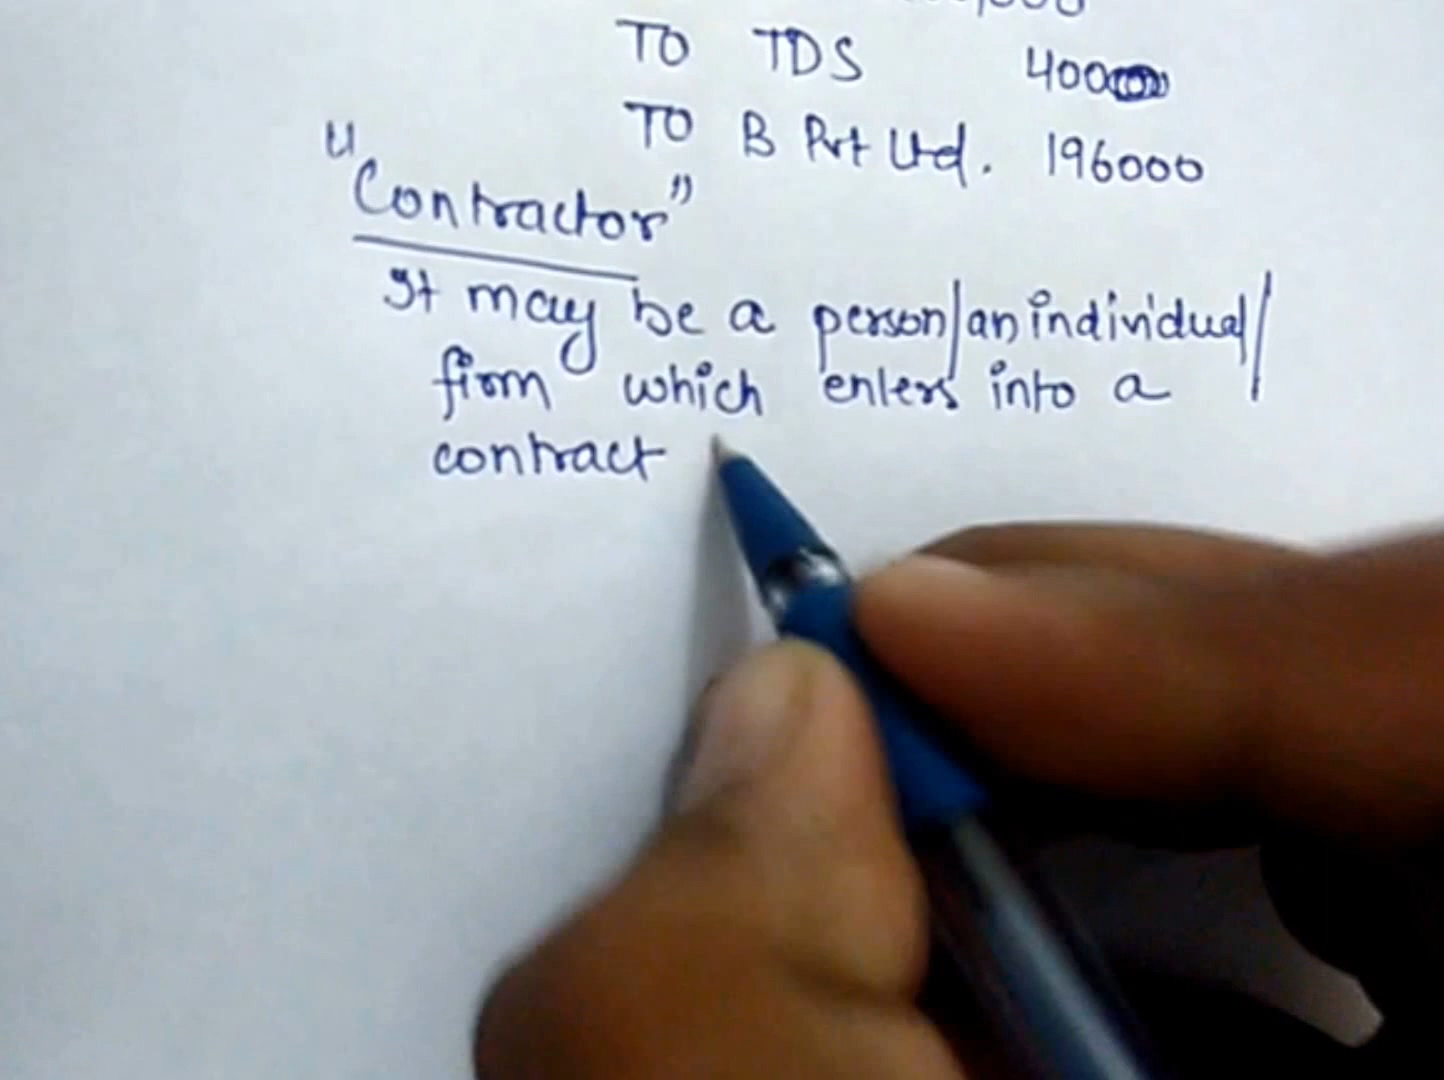 TO TDS 4000
TO B Pvt Ltd. 196000
"Contractor"
It may be a person/an individual/
firm which enters into a
contract